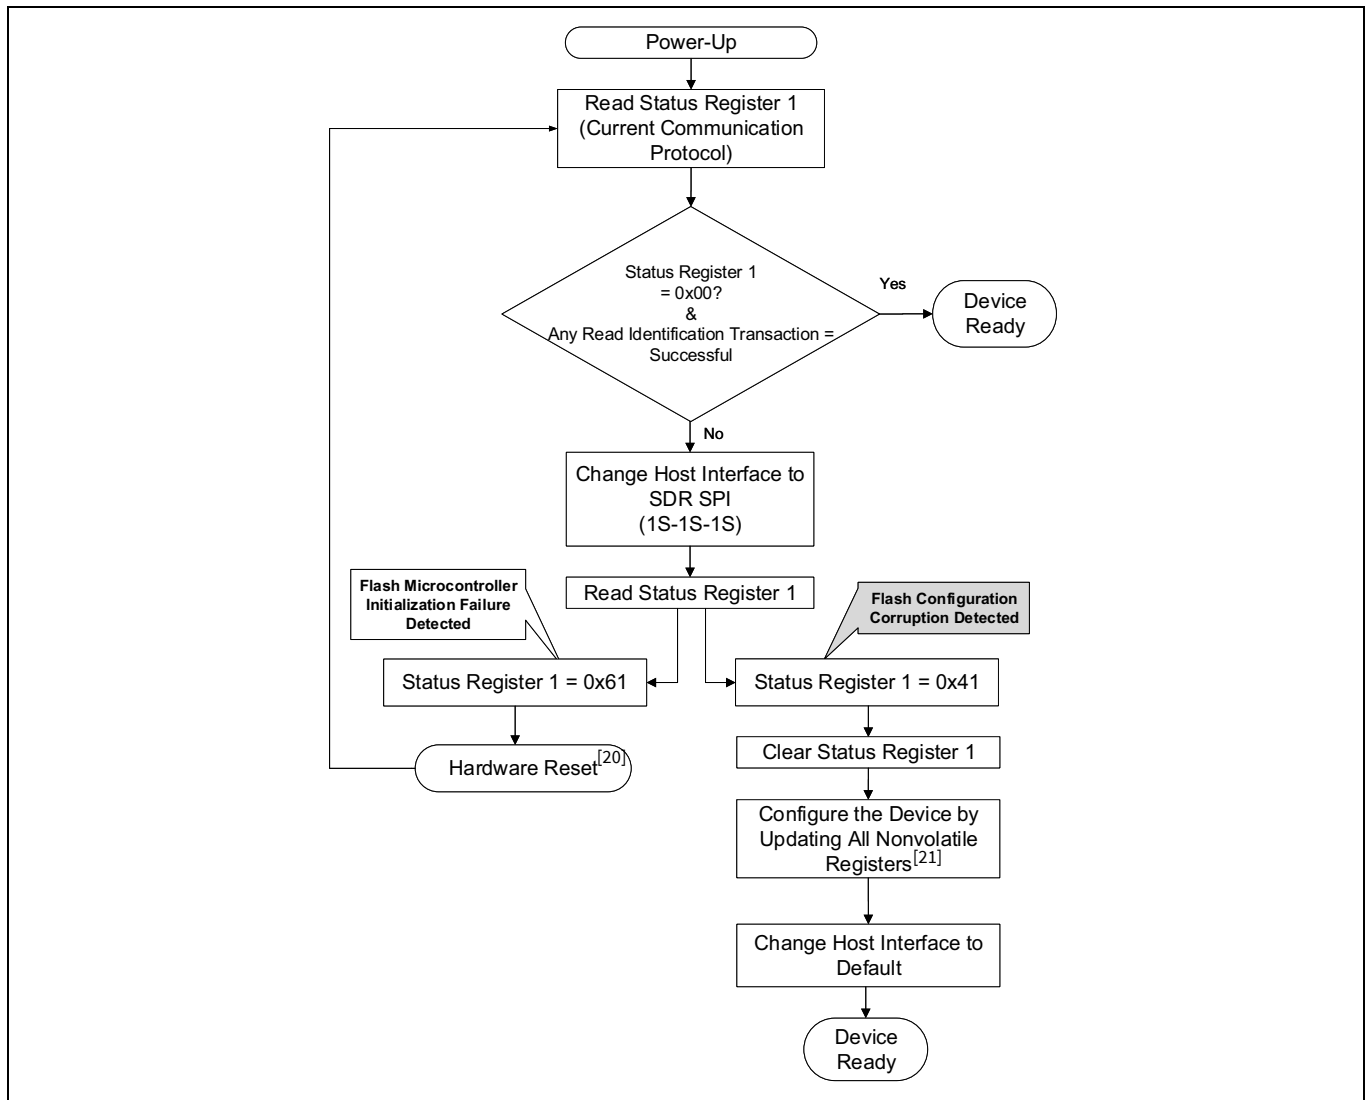 Power-Up
Read Status Register 1
(Current Communication
Protocol)
Status Register 1
= 0x00?
&
Any Read Identification Transaction =
Successful
Yes
Device
Ready
No
Change Host Interface to
SDR SPI
(1S-1S-1S)
Read Status Register 1
Flash Microcontroller
Initialization Failure
Detected
Flash Configuration
Corruption Detected
Status Register 1 = 0x61
Status Register 1 = 0x41
Hardware Reset[20]
Clear Status Register 1
Configure the Device by
Updating All Nonvolatile
Registers[21]
Change Host Interface to
Default
Device
Ready